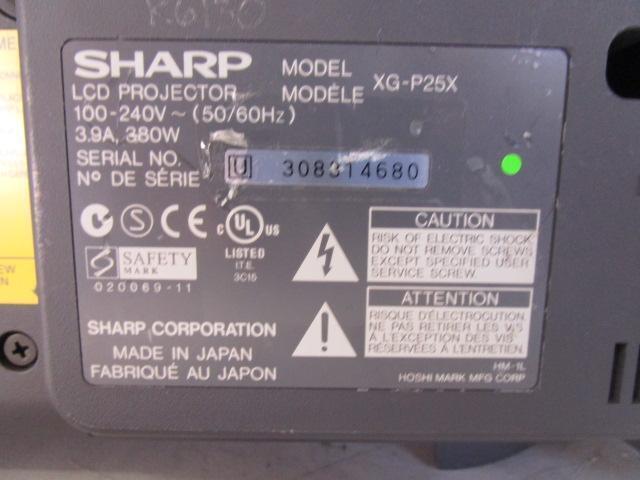 SHARP
MODEL
MODÈLE
XG-P25X
LCD PROJECTOR
100-240V ~ (50/60Hz)
3.9A, 380W
SERIAL NO.
Nº DE SÉRIE
U 308314680
C UL US
LISTED
I.T.E.
3C15
SAFETY
MARK
020069-11
CAUTION
RISK OF ELECTRIC SHOCK
DO NOT REMOVE SCREWS
EXCEPT SPECIFIED USER
SERVICE SCREW.
ATTENTION
RISQUE D'ÉLECTROCUTION.
NE PAS RETIRER LES VIS
À L'EXCEPTION DES VIS
RÉSERVÉES À L'ENTRETIEN.
SHARP CORPORATION
MADE IN JAPAN
FABRIQUÉ AU JAPON
HM-1L
HOSHI MARK MFG CORP